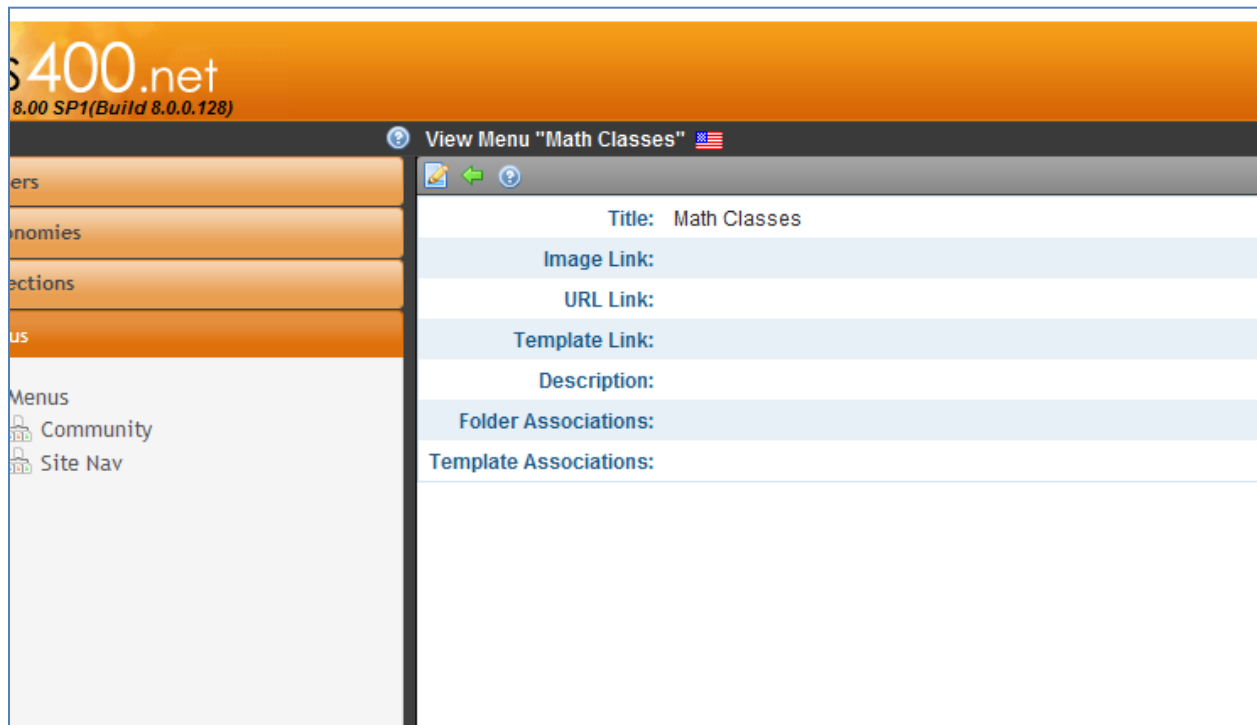 s400.net
8.00 SP1(Build 8.0.0.128)
View Menu "Math Classes"
ers
onomies
ections
us
Menus
Community
Site Nav
Title: Math Classes
Image Link:
URL Link:
Template Link:
Description:
Folder Associations:
Template Associations: